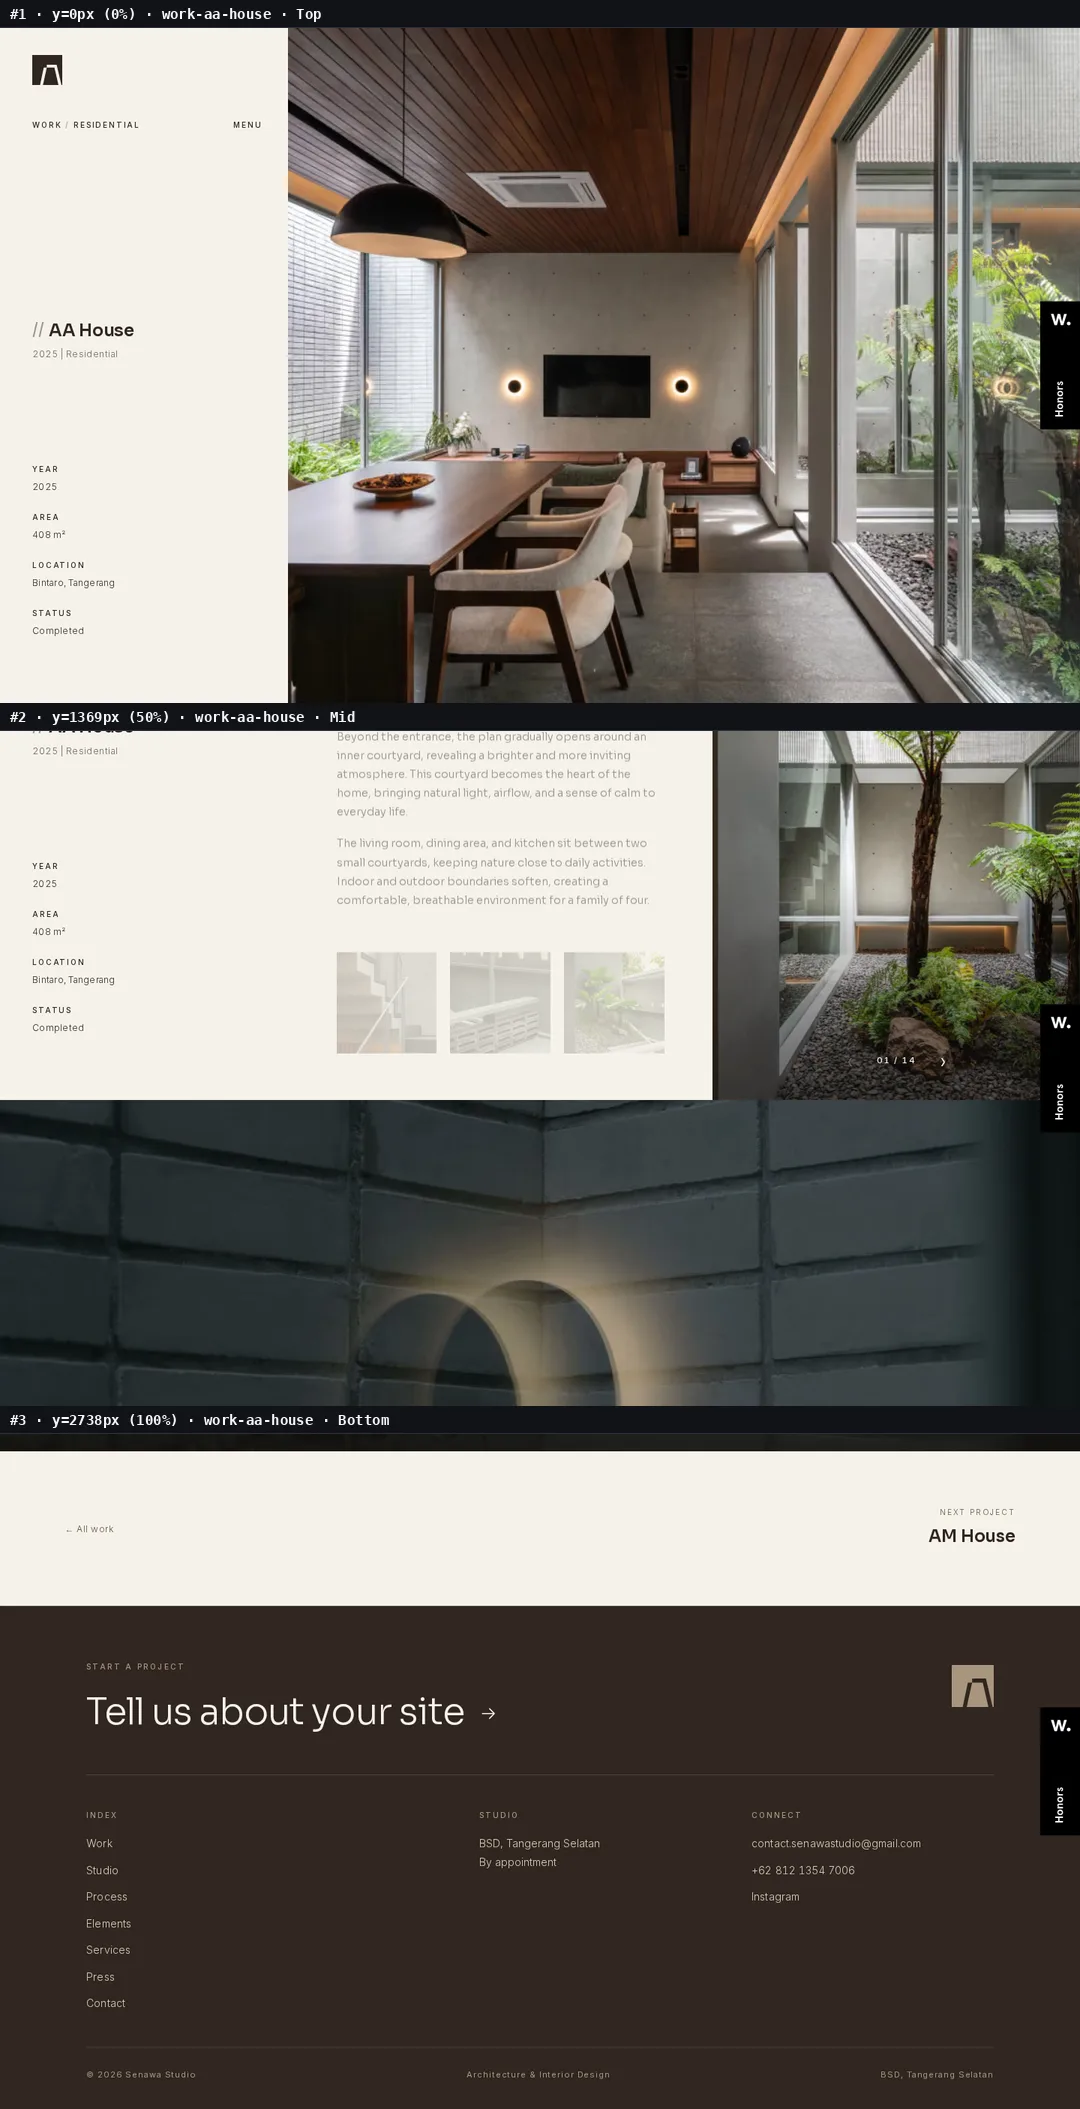 #1 · y=0px (0%) · work-aa-house · Top
WORK / RESIDENTIAL
MENU
// AA House
2025 | Residential
YEAR
2025
AREA
408 m²
LOCATION
Bintaro, Tangerang
STATUS
Completed
W.
Honors
#2 · y=1369px (50%) · work-aa-house · Mid
// AA House
2025 | Residential
YEAR
2025
AREA
408 m²
LOCATION
Bintaro, Tangerang
STATUS
Completed
Beyond the entrance, the plan gradually opens around an
inner courtyard, revealing a brighter and more inviting
atmosphere. This courtyard becomes the heart of the
home, bringing natural light, airflow, and a sense of calm to
everyday life.
The living room, dining area, and kitchen sit between two
small courtyards, keeping nature close to daily activities.
Indoor and outdoor boundaries soften, creating a
comfortable, breathable environment for a family of four.
01 / 14 ›
W.
Honors
#3 · y=2738px (100%) · work-aa-house · Bottom
← All work
NEXT PROJECT
AM House
START A PROJECT
Tell us about your site →
INDEX
Work
Studio
Process
Elements
Services
Press
Contact
STUDIO
BSD, Tangerang Selatan
By appointment
CONNECT
contact.senawastudio@gmail.com
+62 812 1354 7006
Instagram
W.
Honors
© 2026 Senawa Studio
Architecture & Interior Design
BSD, Tangerang Selatan